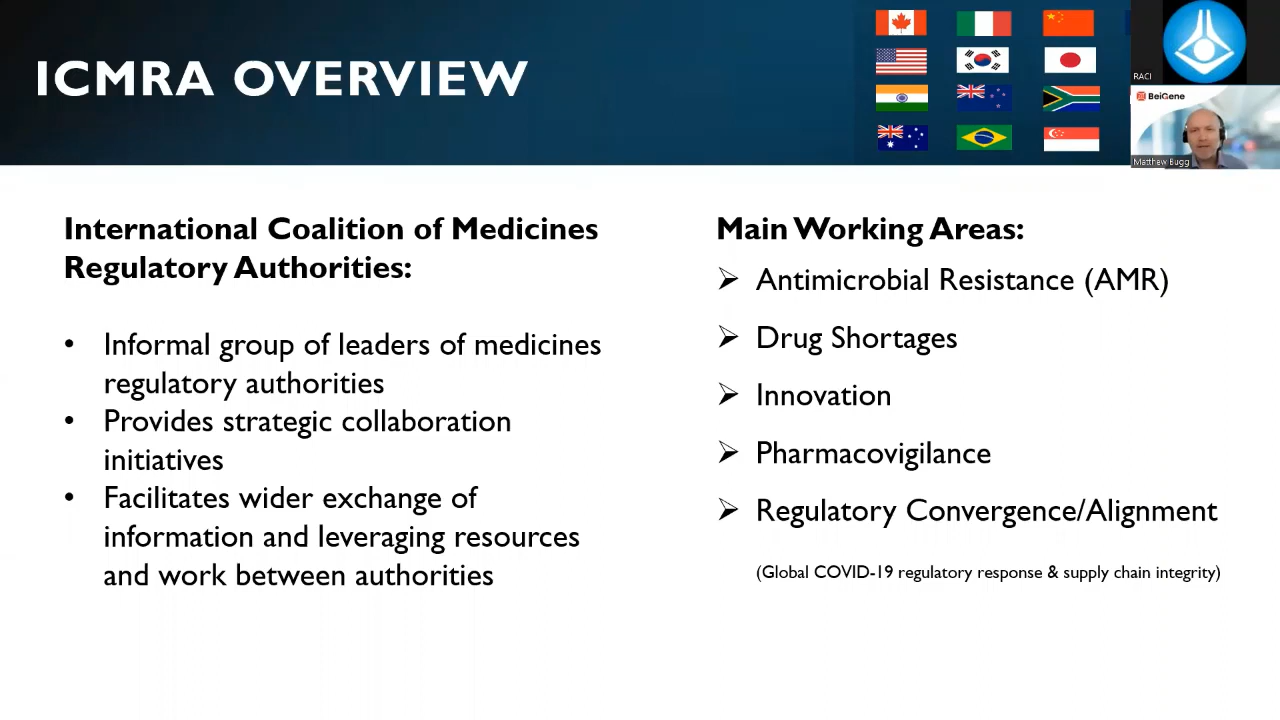 ICMRA OVERVIEW
RACI
BeiGene
Matthew Bugg
International Coalition of Medicines
Regulatory Authorities:
• Informal group of leaders of medicines
regulatory authorities
• Provides strategic collaboration
initiatives
• Facilitates wider exchange of
information and leveraging resources
and work between authorities
Main Working Areas:
➢ Antimicrobial Resistance (AMR)
➢ Drug Shortages
➢ Innovation
➢ Pharmacovigilance
➢ Regulatory Convergence/Alignment
(Global COVID-19 regulatory response & supply chain integrity)